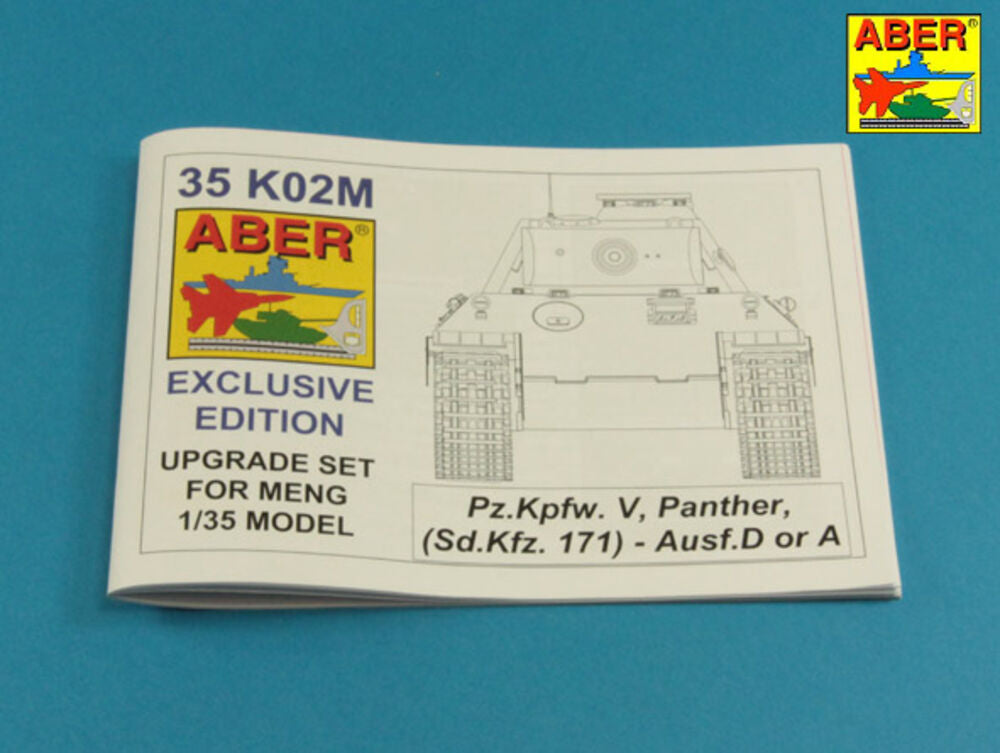 ABER®
35 K02M
ABER®
EXCLUSIVE
EDITION
UPGRADE SET
FOR MENG
1/35 MODEL
Pz.Kpfw. V, Panther,
(Sd.Kfz. 171) - Ausf.D or A